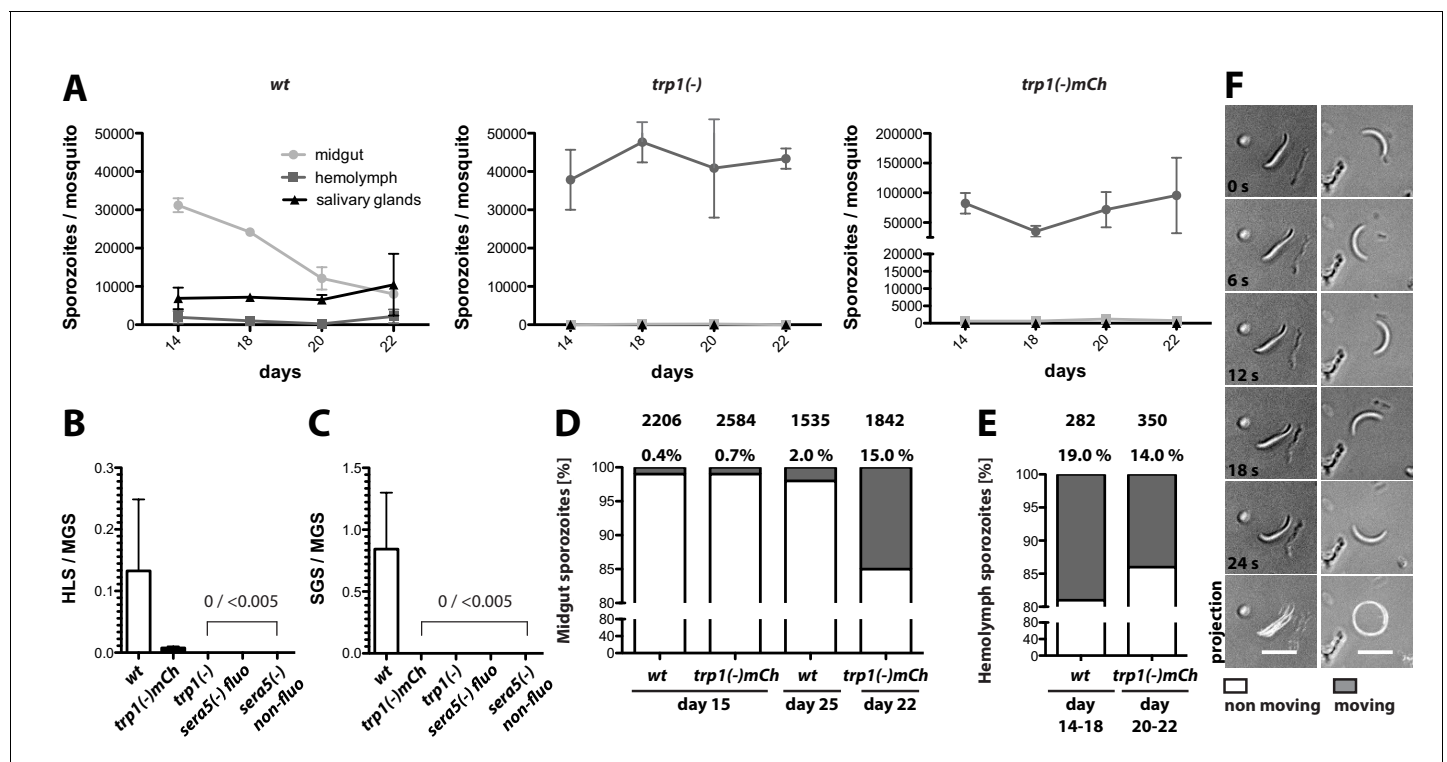 A
wt
trp1(-)
trp1(-)mCh
F
Sporozoites / mosquito
50000
40000
30000
20000
10000
0
midgut
hemolymph
salivary glands
14
18
20
22
days
Sporozoites / mosquito
50000
40000
30000
20000
10000
0
14
18
20
22
days
Sporozoites / mosquito
200000
150000
100000
50000
20000
15000
10000
5000
0
14
18
20
22
days
B
HLS / MGS
0.3
0.2
0.1
0.0
0 / <0.005
wt
trp1(-)mCh
trp1(-)
sera5(-) fluo
sera5(-)
non-fluo
C
SGS / MGS
1.5
1.0
0.5
0.0
0 / <0.005
wt
trp1(-)mCh
trp1(-)
sera5(-) fluo
sera5(-)
non-fluo
D
2206 2584 1535 1842
0.4% 0.7% 2.0 % 15.0 %
Midgut sporozoites [%]
100
95
90
85
80
80
40
0
wt trp1(-)mCh wt trp1(-)mCh
day 15 day 25 day 22
E
282 350
19.0 % 14.0 %
Hemolymph sporozoites [%]
100
95
90
85
80
80
40
0
wt trp1(-)mCh
day
14-18
day
20-22
0 s
6 s
12 s
18 s
24 s
projection
non moving moving